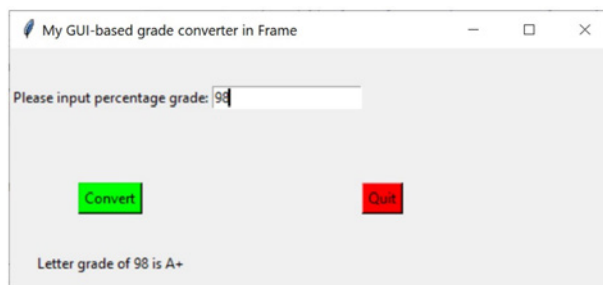 My GUI-based grade converter in Frame
Please input percentage grade: 98
Convert Quit
Letter grade of 98 is A+